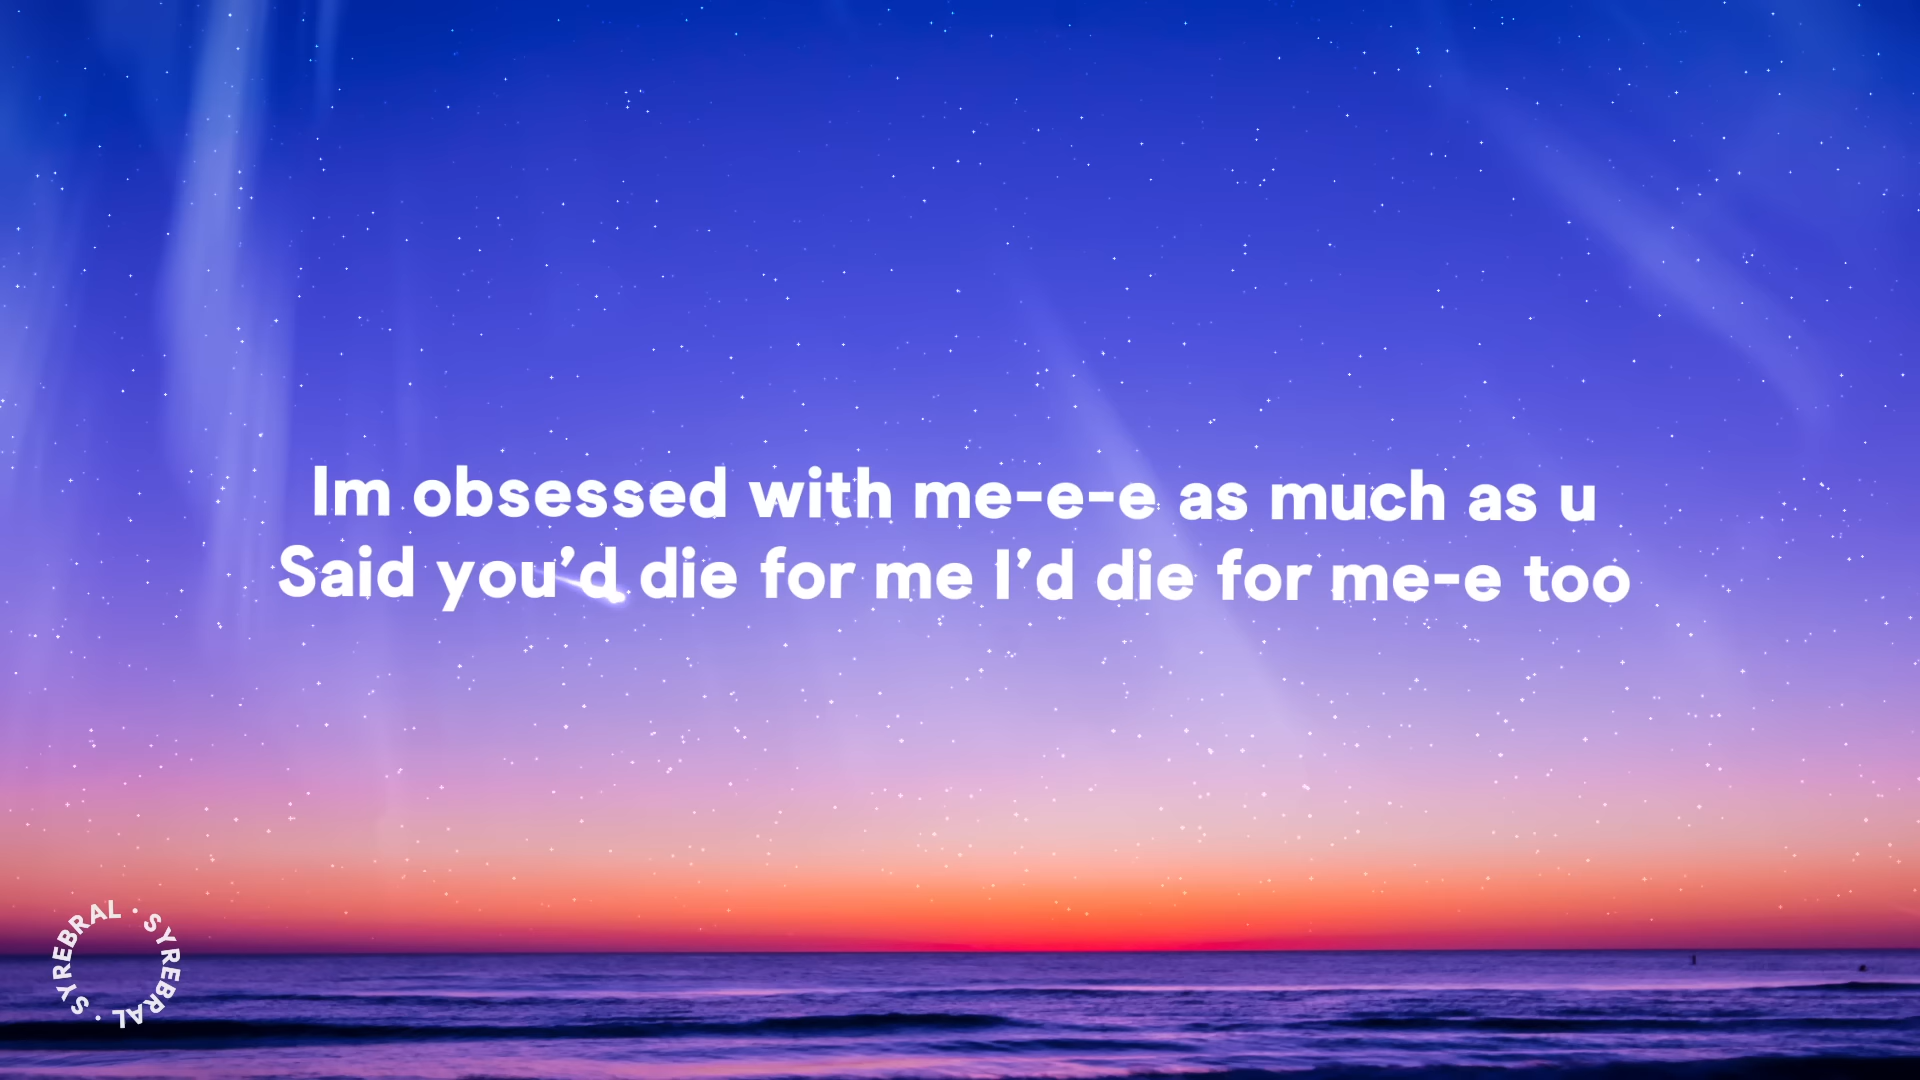 Im obsessed with me-e-e as much as u
Said you’d die for me I’d die for me-e too
SYREBRAL · SYREBRAL ·